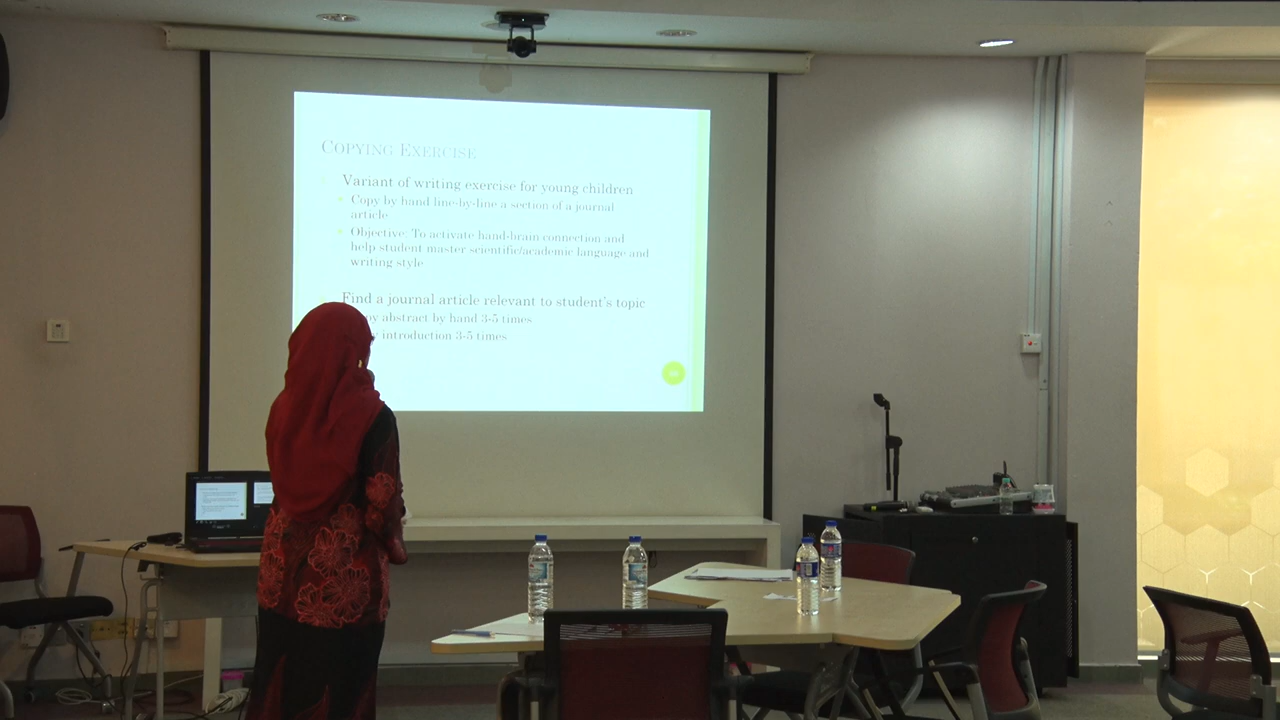 COPYING EXERCISE
Variant of writing exercise for young children
Copy by hand line-by-line a section of a journal
article
Objective: To activate hand-brain connection and
help student master scientific/academic language and
writing style
Find a journal article relevant to student's topic
abstract by hand 3-5 times
introduction 3-5 times